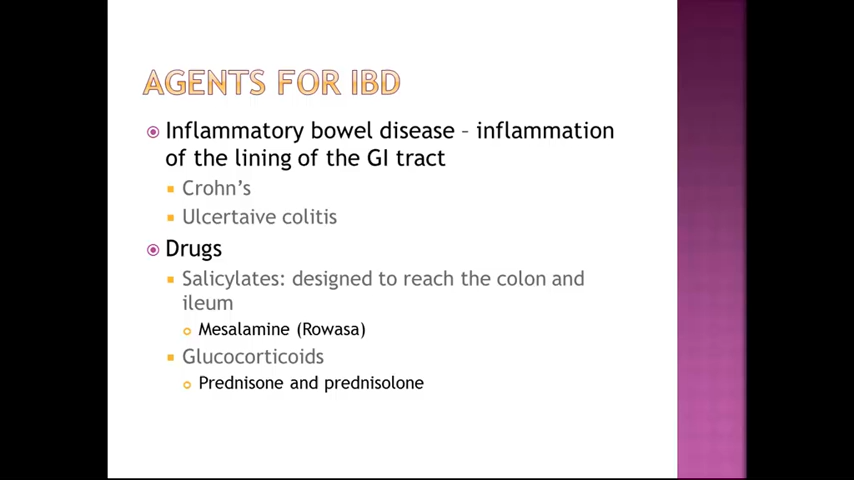 AGENTS FOR IBD
Inflammatory bowel disease – inflammation
of the lining of the GI tract
Crohn's
Ulcertaive colitis
Drugs
Salicylates: designed to reach the colon and
ileum
Mesalamine (Rowasa)
Glucocorticoids
Prednisone and prednisolone